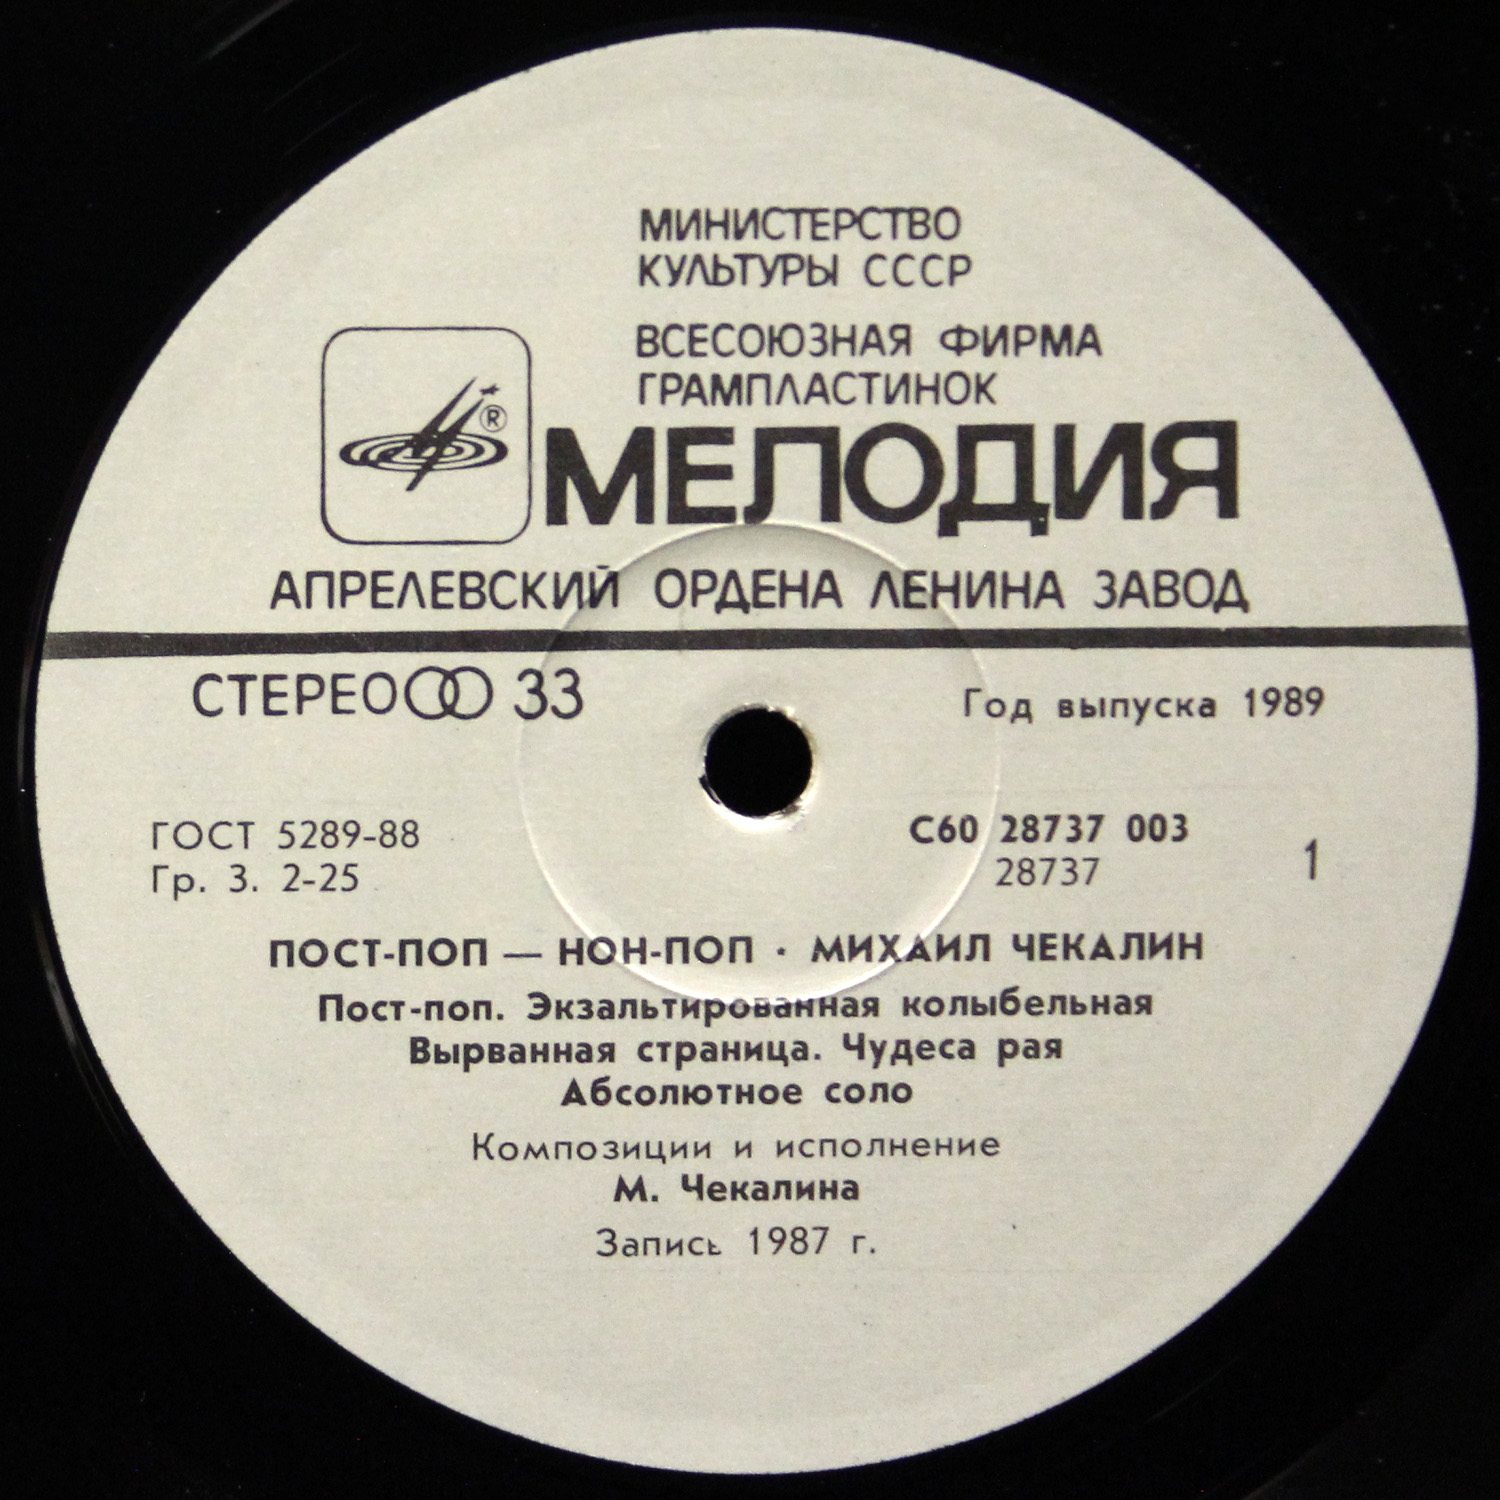 МИНИСТЕРСТВО
КУЛЬТУРЫ СССР
ВСЕСОЮЗНАЯ ФИРМА
ГРАМПЛАСТИНОК
®
МЕЛОДИЯ
АПРЕЛЕВСКИЙ ОРДЕНА ЛЕНИНА ЗАВОД
СТЕРЕО 33
Год выпуска 1989
ГОСТ 5289-88
Гр. 3. 2-25
С60 28737 003
28737
1
ПОСТ-ПОП — НОН-ПОП · МИХАИЛ ЧЕКАЛИН
Пост-поп. Экзальтированная колыбельная
Вырванная страница. Чудеса рая
Абсолютное соло
Композиции и исполнение
М. Чекалина
Запись 1987 г.